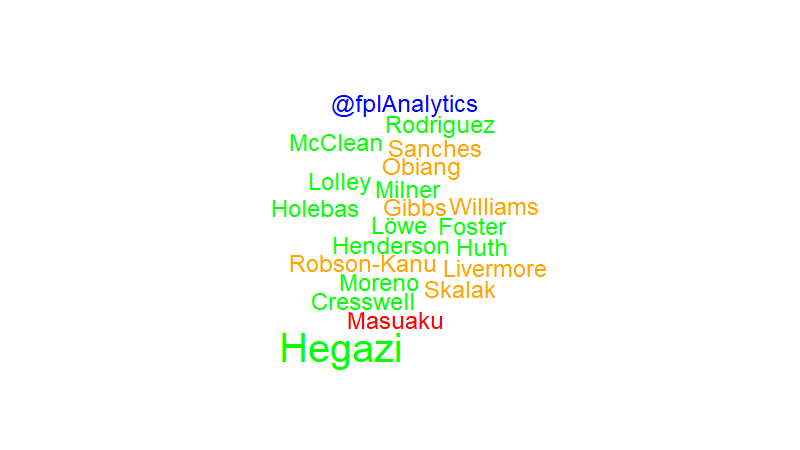 @fplAnalytics
Rodriguez
McClean
Sanches
Obiang
Lolley
Milner
Holebas
Gibbs
Williams
Löwe
Foster
Henderson
Huth
Robson-Kanu
Livermore
Moreno
Skalak
Cresswell
Masuaku
Hegazi